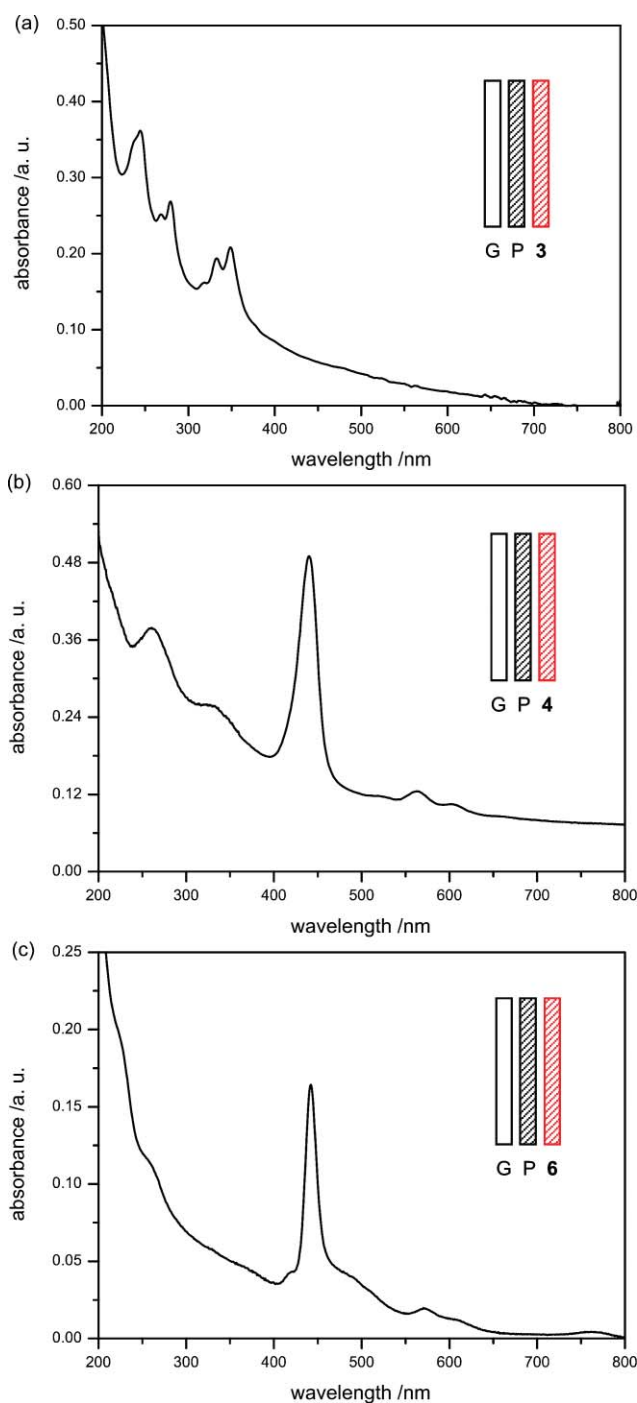 (a)
0.50
0.40
0.30
0.20
0.10
0.00
absorbance /a. u.
G P 3
200 300 400 500 600 700 800
wavelength /nm
(b)
0.60
0.48
0.36
0.24
0.12
0.00
absorbance /a. u.
G P 4
200 300 400 500 600 700 800
wavelength /nm
(c)
0.25
0.20
0.15
0.10
0.05
0.00
absorbance /a. u.
G P 6
200 300 400 500 600 700 800
wavelength /nm